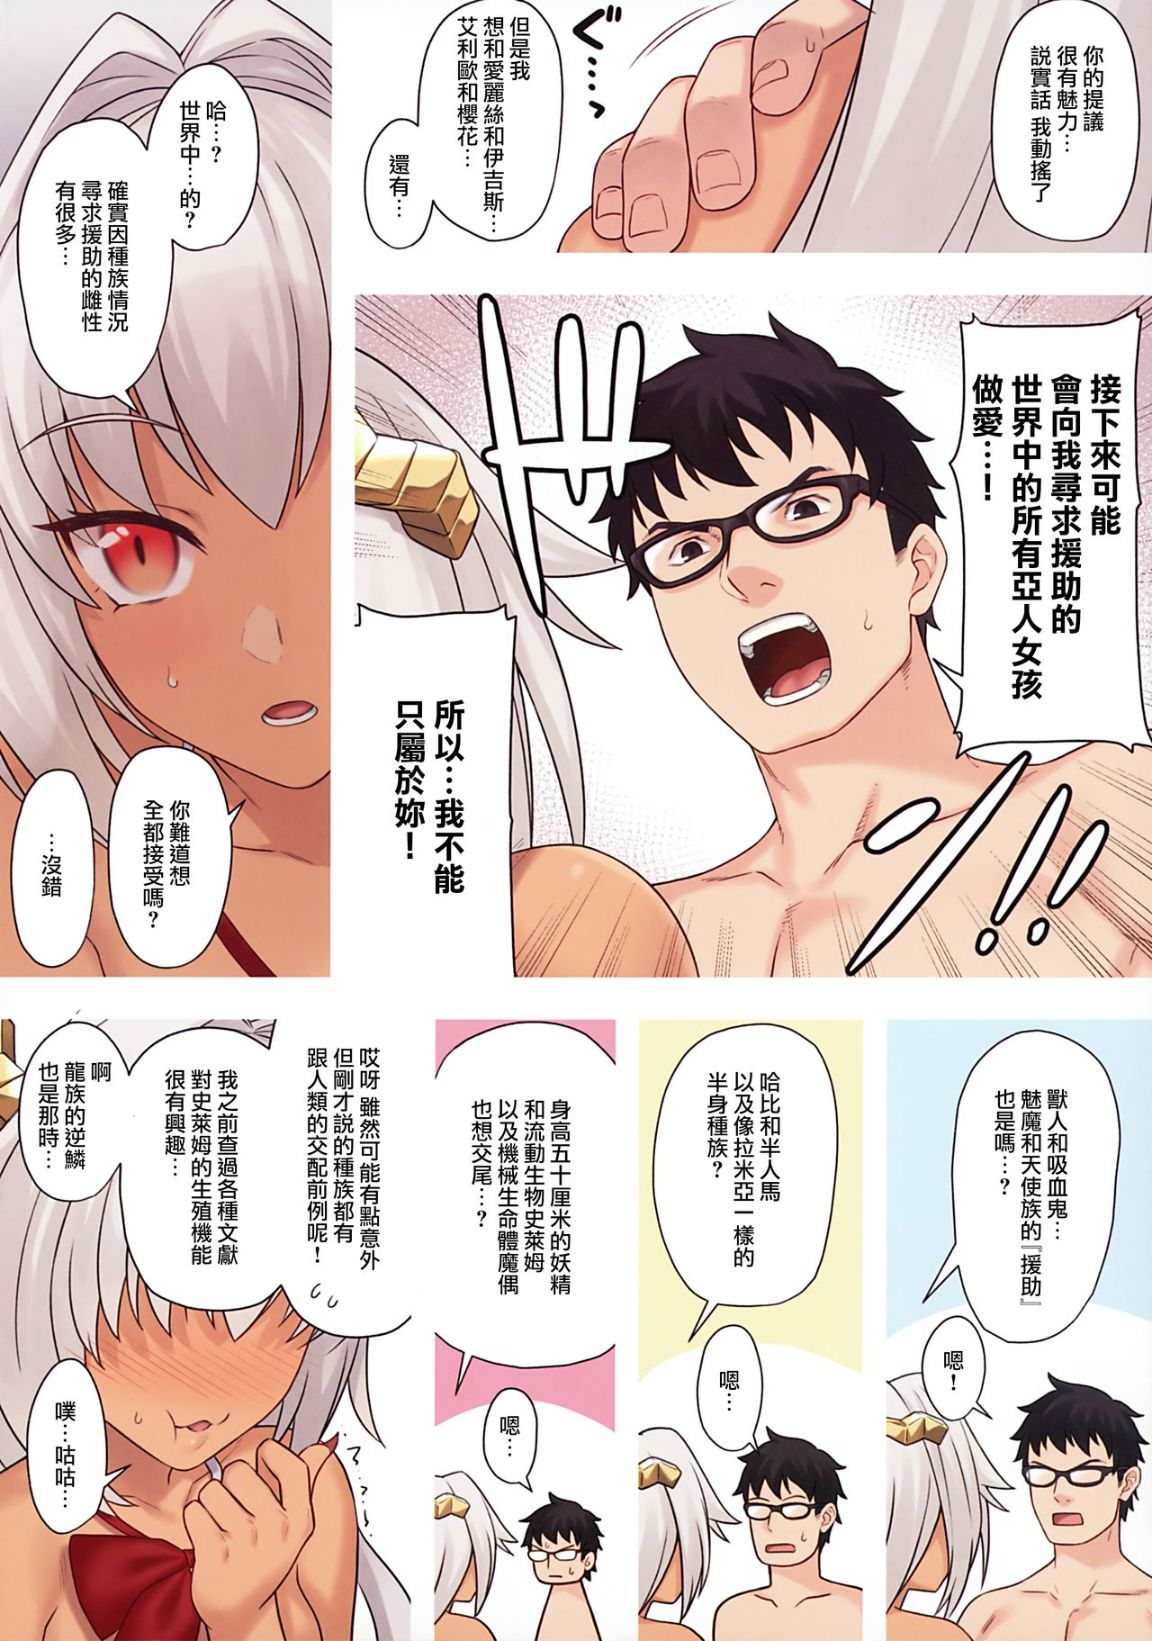 你的提議
很有魅力…
説實話 我動搖了
ぐ…っ
但是我
想和愛麗絲和伊吉斯…
艾利歐和櫻花…
還有…
接下來可能
會向我尋求援助的
世界中的所有亞人女孩
做愛…！
所以…我不能
只屬於妳！
哈…？
世界中…的？
確實因種族情況
尋求援助的雌性
有很多…
你難道想
全都接受嗎？
…沒錯
獸人和吸血鬼…
魅魔和天使族的『援助』
也是嗎…？
嗯！
哈比和半人馬
以及像拉米亞一樣的
半身種族？
嗯…
身高五十厘米的妖精
和流動生物史萊姆
以及機械生命體魔偶
也想交尾…？
嗯…
哎呀 雖然可能有點意外
但剛才説的種族都有
跟人類的交配前例呢！
我之前查過各種文獻
對史萊姆的生殖機能
很有興趣…
啊
龍族的逆鱗
也是那時…
噗…咕咕…